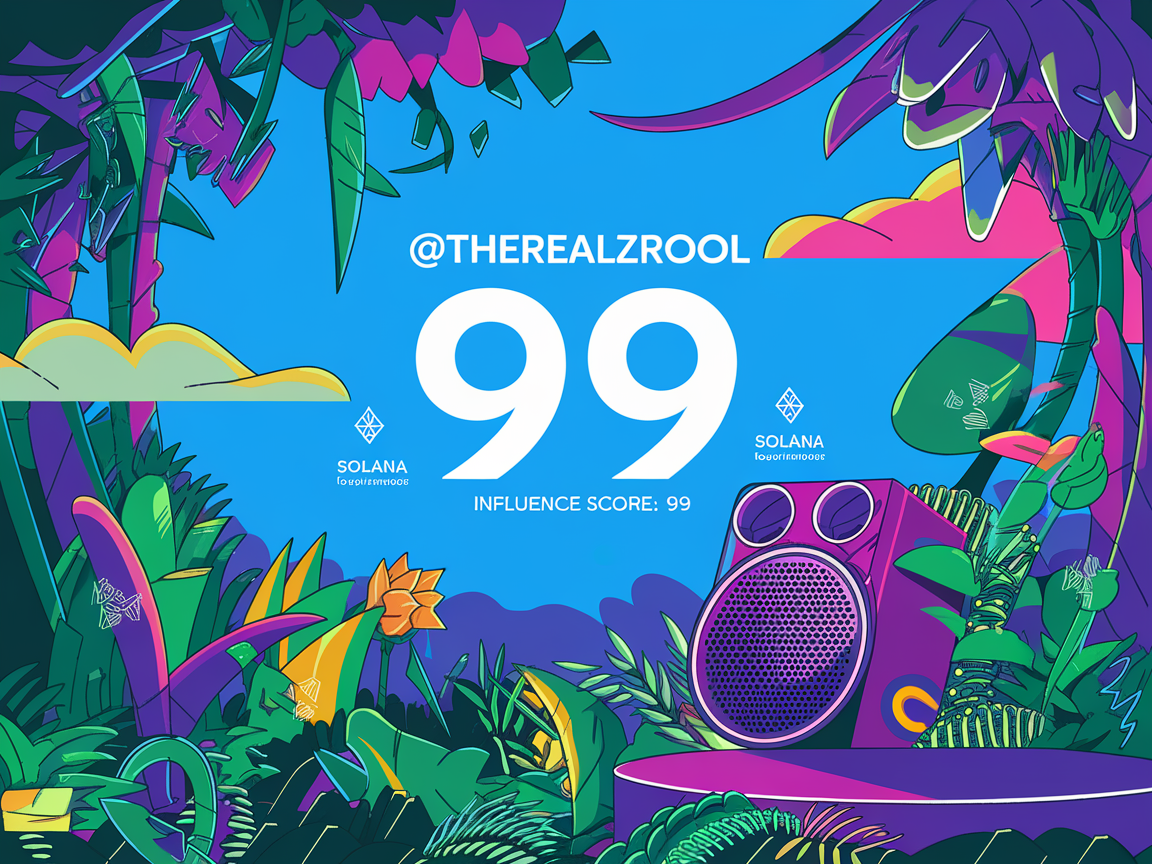 @THEREALZROOL
99
SOLANA
SOLANA
INFLUENCE SCORE: 99